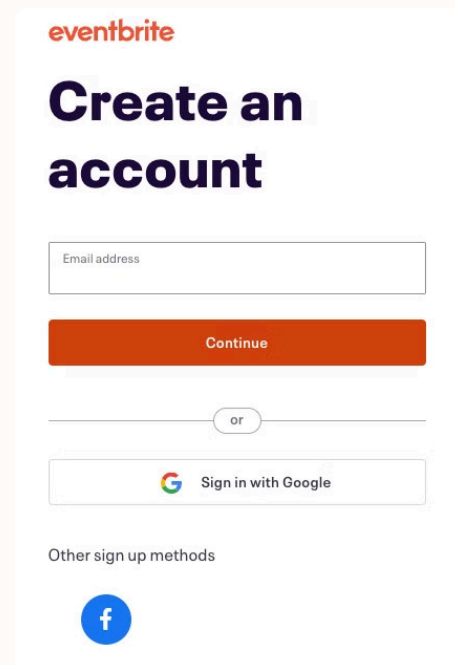 eventbrite
Create an
account
Email address
Continue
or
Sign in with Google
Other sign up methods